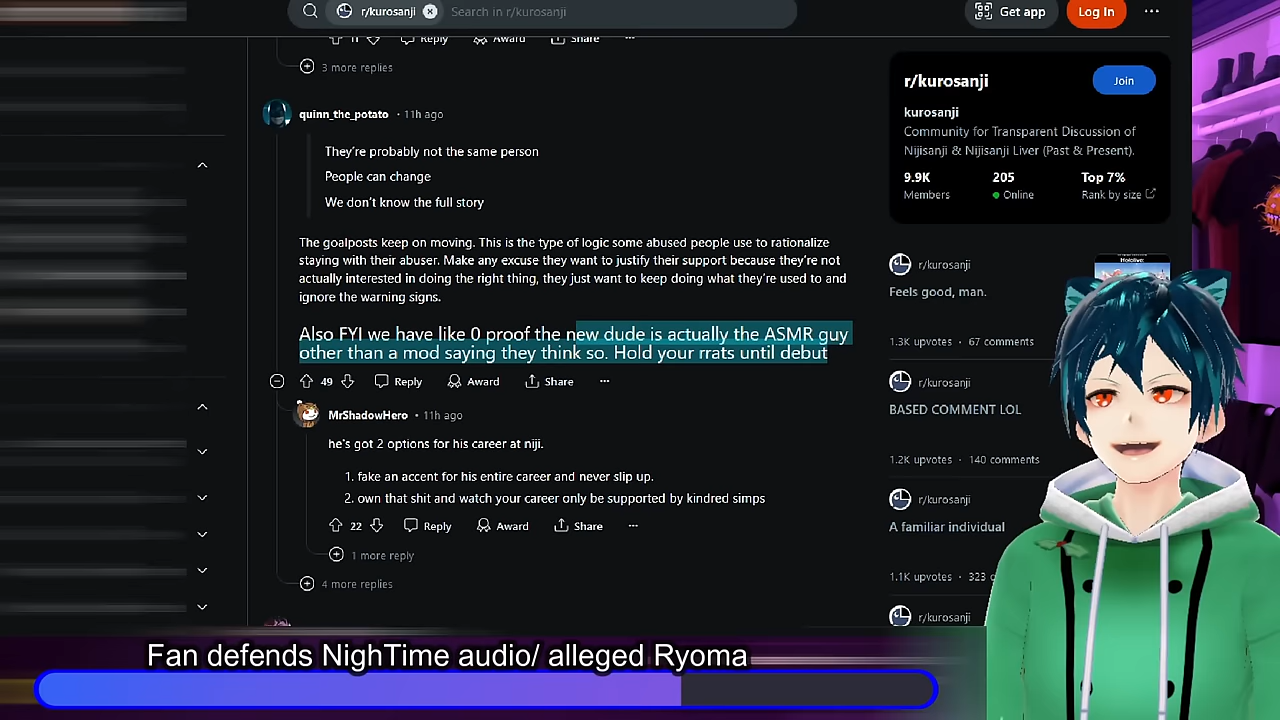 r/kurosanji
Search in r/kurosanji
Get app
Log In
11
Reply
Award
Share
3 more replies
quinn_the_potato · 11h ago
They're probably not the same person
People can change
We don't know the full story
The goalposts keep on moving. This is the type of logic some abused people use to rationalize
staying with their abuser. Make any excuse they want to justify their support because they're not
actually interested in doing the right thing, they just want to keep doing what they're used to and
ignore the warning signs.
Also FYI we have like 0 proof the new dude is actually the ASMR guy
other than a mod saying they think so. Hold your rrats until debut
49
Reply
Award
Share
MrShadowHero · 11h ago
he's got 2 options for his career at niji.
1. fake an accent for his entire career and never slip up.
2. own that shit and watch your career only be supported by kindred simps
22
Reply
Award
Share
1 more reply
4 more replies
r/kurosanji
Join
kurosanji
Community for Transparent Discussion of
Nijisanji & Nijisanji Liver (Past & Present).
9.9K 205 Top 7%
Members Online Rank by size
r/kurosanji
Feels good, man.
1.3K upvotes · 67 comments
r/kurosanji
BASED COMMENT LOL
1.2K upvotes · 140 comments
r/kurosanji
A familiar individual
1.1K upvotes · 323
r/kurosanji
Fan defends NighTime audio/ alleged Ryoma